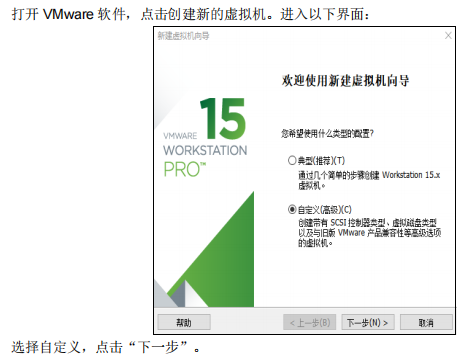 打开 VMware 软件，点击创建新的虚拟机。进入以下界面：
新建虚拟机向导
欢迎使用新建虚拟机向导
15
VMWARE
WORKSTATION
PRO™
您希望使用什么类型的配置?
典型(推荐)(T)
通过几个简单的步骤创建 Workstation 15.x
虚拟机。
自定义(高级)(C)
创建带有 SCSI 控制器类型、虚拟磁盘类型
以及与旧版 VMware 产品兼容性等高级选项
的虚拟机。
帮助
< 上一步(B)
下一步(N) >
取消
选择自定义，点击“下一步”。